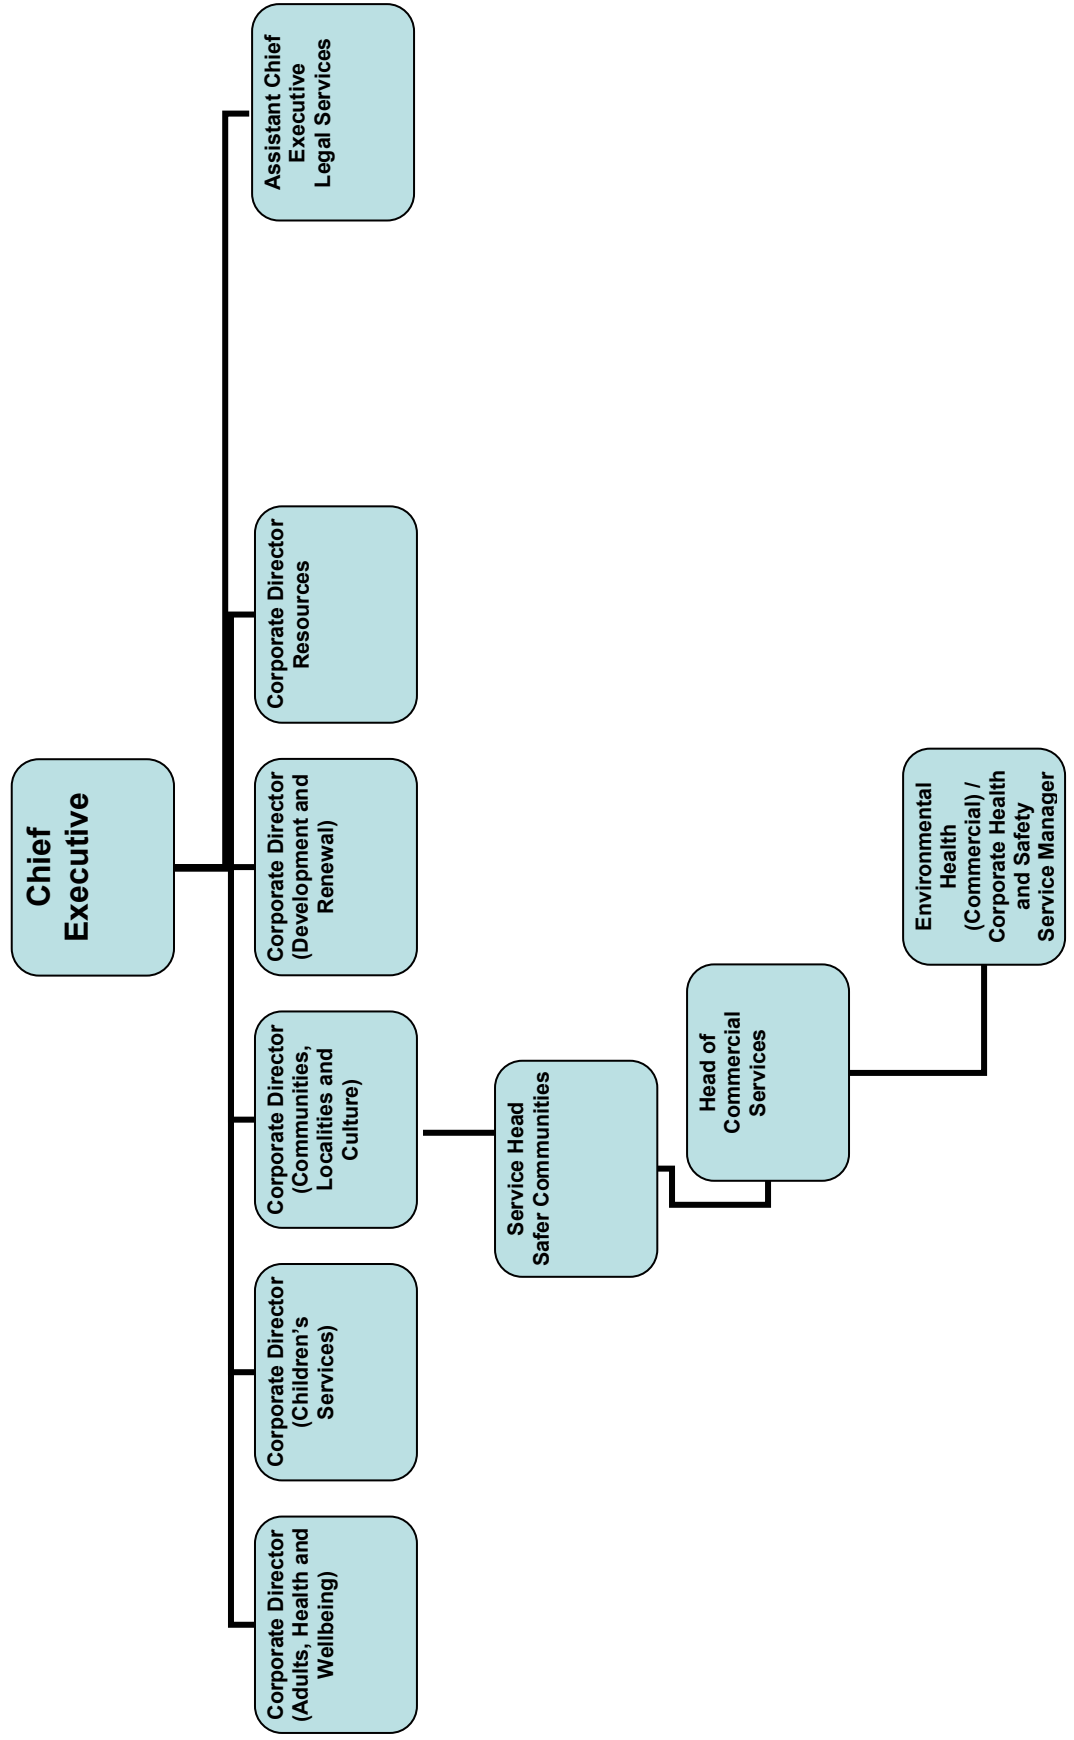 Chief
Executive
Corporate Director
(Adults, Health and
Wellbeing)
Corporate Director
(Children’s
Services)
Corporate Director
(Communities,
Localities and
Culture)
Corporate Director
(Development and
Renewal)
Corporate Director
Resources
Assistant Chief
Executive
Legal Services
Service Head
Safer Communities
Head of
Commercial
Services
Environmental
Health
(Commercial) /
Corporate Health
and Safety
Service Manager